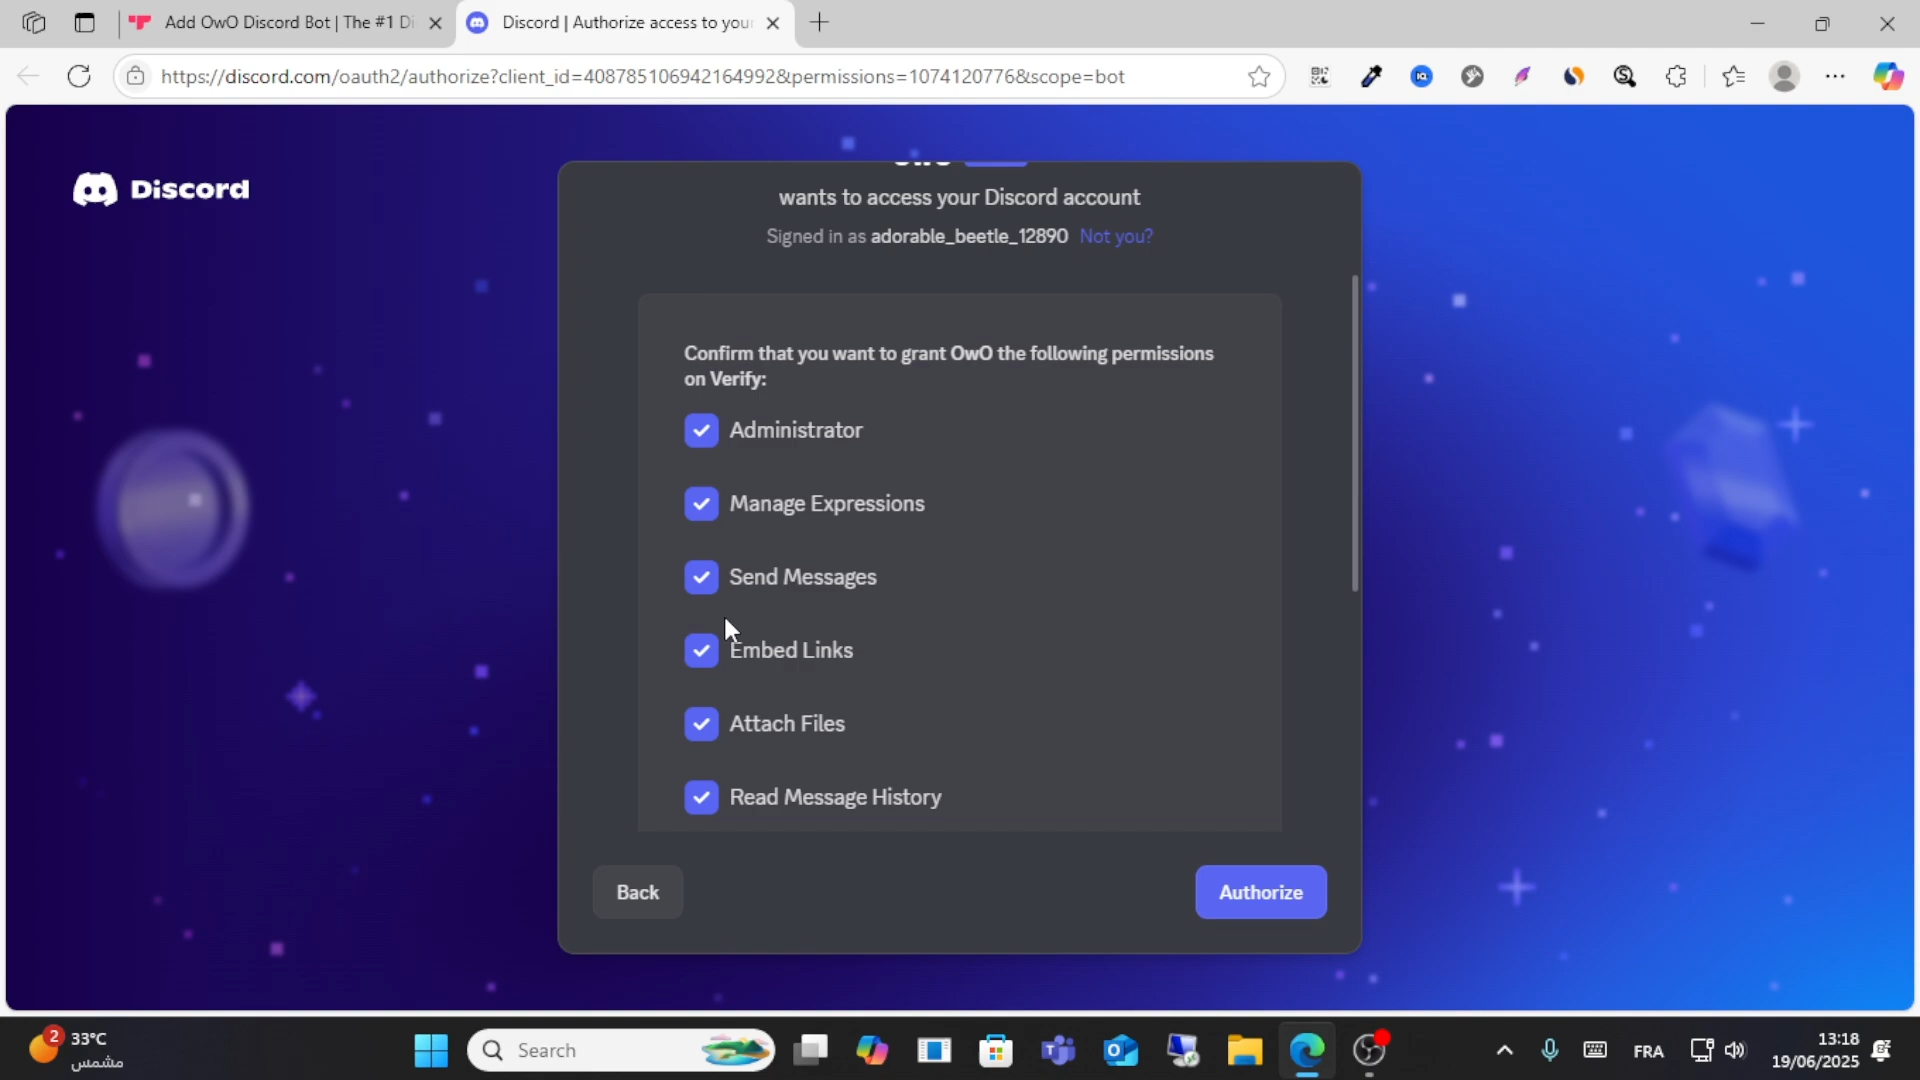 Add OwO Discord Bot | The #1 Di
Discord | Authorize access to your
https://discord.com/oauth2/authorize?client_id=408785106942164992&permissions=1074120776&scope=bot
Discord
wants to access your Discord account
Signed in as adorable_beetle_12890 Not you?
Confirm that you want to grant OwO the following permissions
on Verify:
Administrator
Manage Expressions
Send Messages
Embed Links
Attach Files
Read Message History
Back
Authorize
2
33°C
مشمس
Search
FRA
13:18
19/06/2025